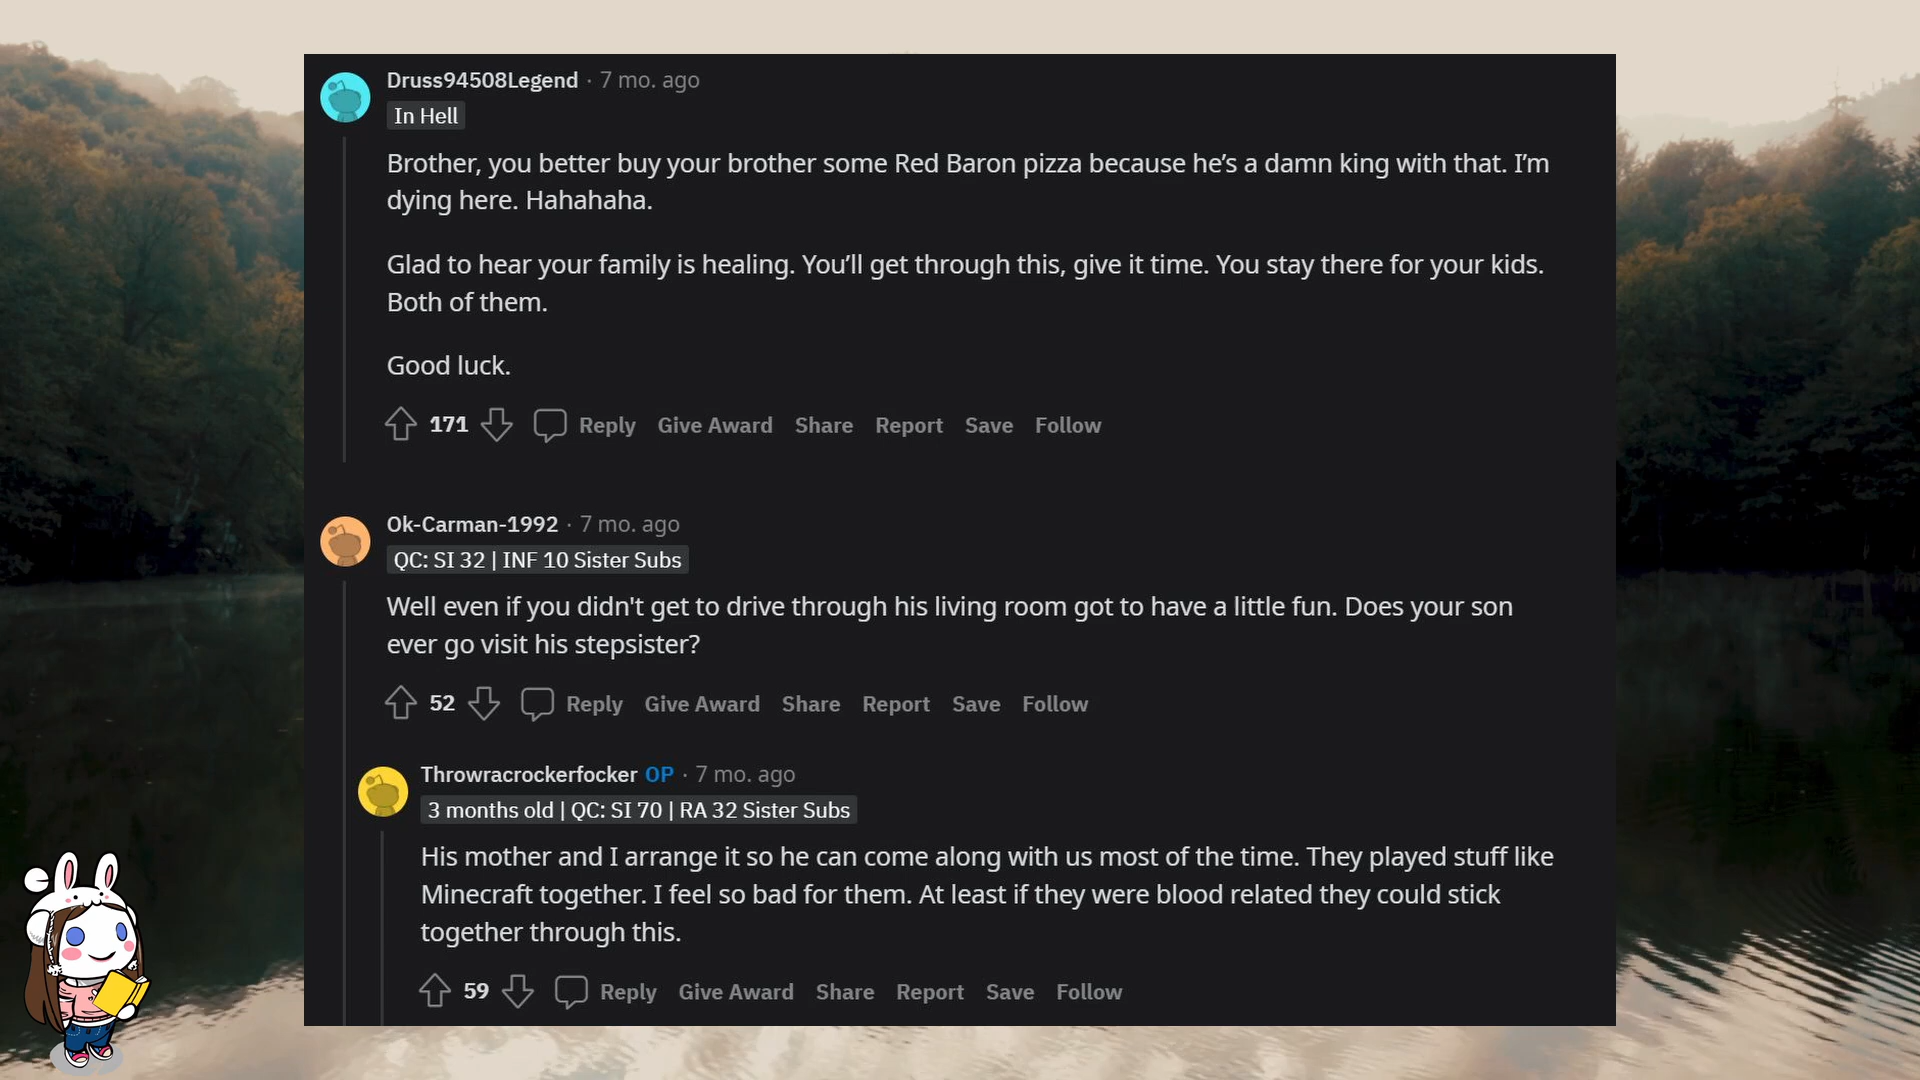 Druss94508Legend · 7 mo. ago
In Hell
Brother, you better buy your brother some Red Baron pizza because he’s a damn king with that. I’m
dying here. Hahahaha.
Glad to hear your family is healing. You’ll get through this, give it time. You stay there for your kids.
Both of them.
Good luck.
171 Reply Give Award Share Report Save Follow
Ok-Carman-1992 · 7 mo. ago
QC: SI 32 | INF 10 Sister Subs
Well even if you didn't get to drive through his living room got to have a little fun. Does your son
ever go visit his stepsister?
52 Reply Give Award Share Report Save Follow
Throwracrockerfocker OP · 7 mo. ago
3 months old | QC: SI 70 | RA 32 Sister Subs
His mother and I arrange it so he can come along with us most of the time. They played stuff like
Minecraft together. I feel so bad for them. At least if they were blood related they could stick
together through this.
59 Reply Give Award Share Report Save Follow